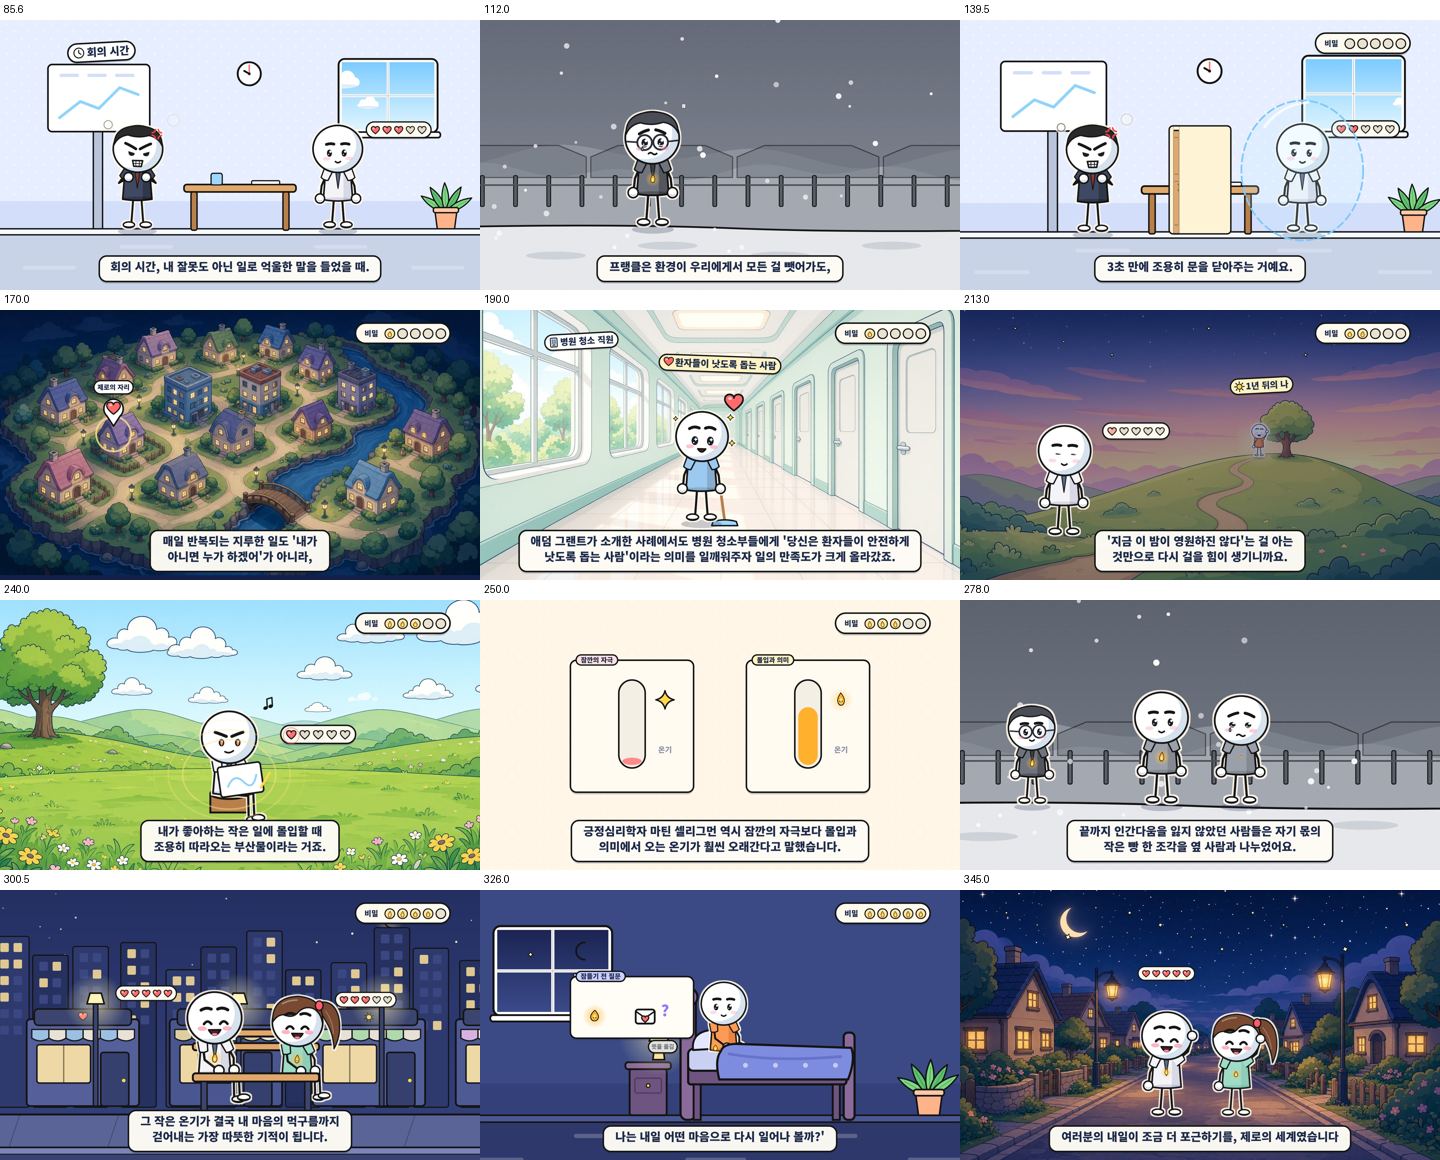 85.6
회의 시간
회의 시간, 내 잘못도 아닌 일로 억울한 말을 들었을 때.
112.0
프랭클은 환경이 우리에게서 모든 걸 뺏어가도,
139.5
비밀
3초 만에 조용히 문을 닫아주는 거예요.
170.0
비밀
제로의 자리
매일 반복되는 지루한 일도 '내가
아니면 누가 하겠어'가 아니라,
190.0
비밀
병원 청소 직원
환자들이 낫도록 돕는 사람
애덤 그랜트가 소개한 사례에서도 병원 청소부들에게 '당신은 환자들이 안전하게
낫도록 돕는 사람'이라는 의미를 일깨워주자 일의 만족도가 크게 올라갔죠.
213.0
비밀
1년 뒤의 나
'지금 이 밤이 영원하진 않다'는 걸 아는
것만으로 다시 걸을 힘이 생기니까요.
240.0
비밀
내가 좋아하는 작은 일에 몰입할 때
조용히 따라오는 부산물이라는 거죠.
250.0
비밀
잠깐의 자극
온기
몰입과 의미
온기
긍정심리학자 마틴 셀리그먼 역시 잠깐의 자극보다 몰입과
의미에서 오는 온기가 훨씬 오래간다고 말했습니다.
278.0
끝까지 인간다움을 잃지 않았던 사람들은 자기 몫의
작은 빵 한 조각을 옆 사람과 나누었어요.
300.5
비밀
그 작은 온기가 결국 내 마음의 먹구름까지
걷어내는 가장 따뜻한 기적이 됩니다.
326.0
비밀
잠들기 전 질문
?
나는 내일 어떤 마음으로 다시 일어나 볼까?'
345.0
여러분의 내일이 조금 더 포근하기를, 제로의 세계였습니다